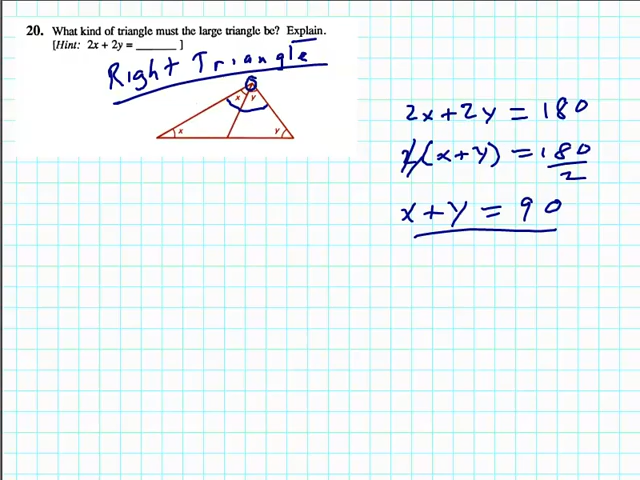 20. What kind of triangle must the large triangle be? Explain.
[Hint: 2x + 2y = ______ ]
Right Triangle
x y
x y
2x + 2y = 180
2(x + y) = 180
2
x + y = 90